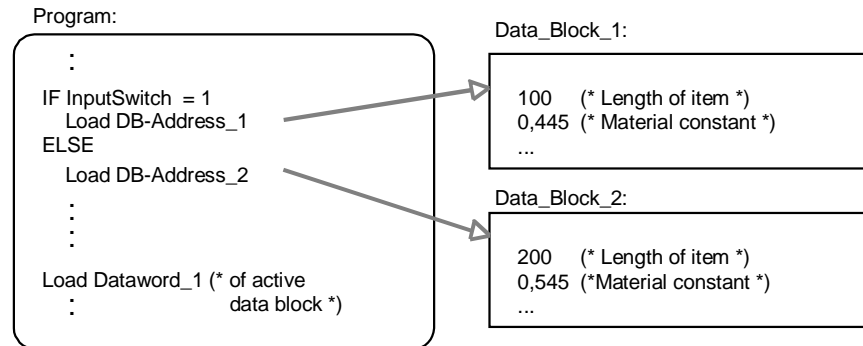 Program:
:
IF InputSwitch = 1
Load DB-Address_1
ELSE
Load DB-Address_2
:
:
Load Dataword_1 (* of active
: data block *)
Data_Block_1:
100 (* Length of item *)
0,445 (* Material constant *)
...
Data_Block_2:
200 (* Length of item *)
0,545 (*Material constant *)
...